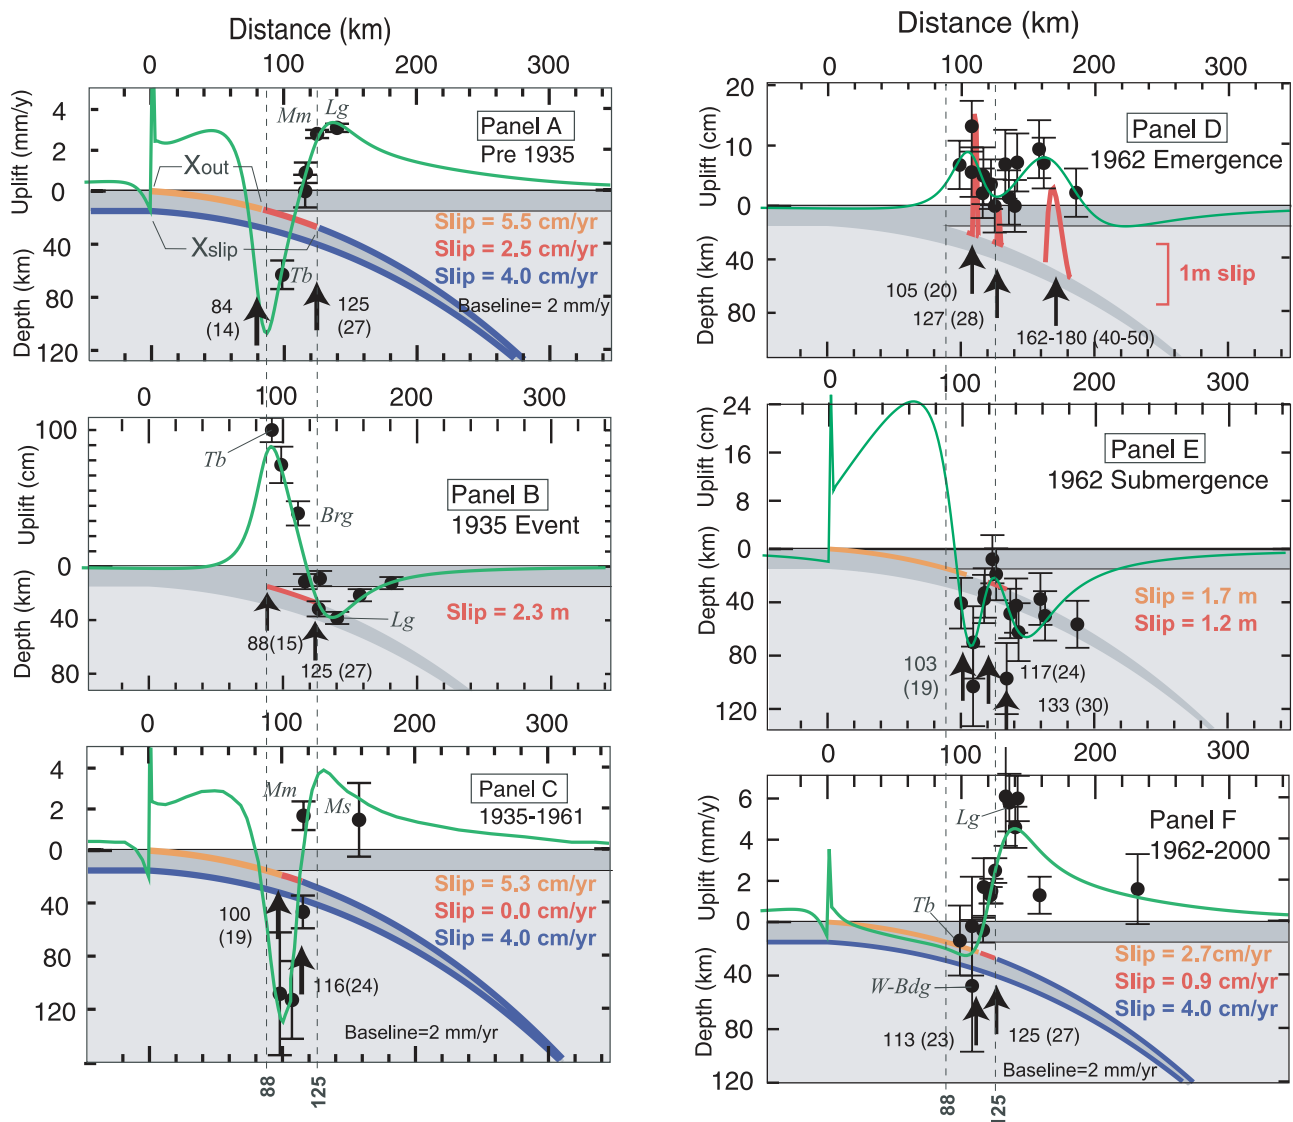 Distance (km)
0 100 200 300
Uplift (mm/y)
4
2
0
Depth (km)
40
80
120
Mm
Lg
Panel A
Pre 1935
Xout
Xslip
Slip = 5.5 cm/yr
Slip = 2.5 cm/yr
Slip = 4.0 cm/yr
Baseline= 2 mm/y
Tb
84
(14)
125
(27)
0 100 200 300
Uplift (cm)
100
0
Depth (km)
40
80
Tb
Brg
Panel B
1935 Event
Slip = 2.3 m
Lg
88(15)
125 (27)
0 100 200 300
Uplift (mm/y)
4
2
0
Depth (km)
40
80
120
Mm
Ms
Panel C
1935-1961
Slip = 5.3 cm/yr
Slip = 0.0 cm/yr
Slip = 4.0 cm/yr
100
(19)
116(24)
Baseline=2 mm/yr
88
125
Distance (km)
0 100 200 300
Uplift (cm)
20
10
0
Depth (km)
40
80
Panel D
1962 Emergence
1m slip
105 (20)
127 (28)
162-180 (40-50)
0 100 200 300
Uplift (cm)
24
16
8
0
Depth (km)
40
80
120
Panel E
1962 Submergence
Slip = 1.7 m
Slip = 1.2 m
103
(19)
117(24)
133 (30)
0 100 200 300
Uplift (mm/y)
6
4
2
0
Depth (km)
40
80
120
Lg
Panel F
1962-2000
Tb
W-Bdg
Slip = 2.7cm/yr
Slip = 0.9 cm/yr
Slip = 4.0 cm/yr
113 (23)
125 (27)
Baseline=2 mm/yr
88
125